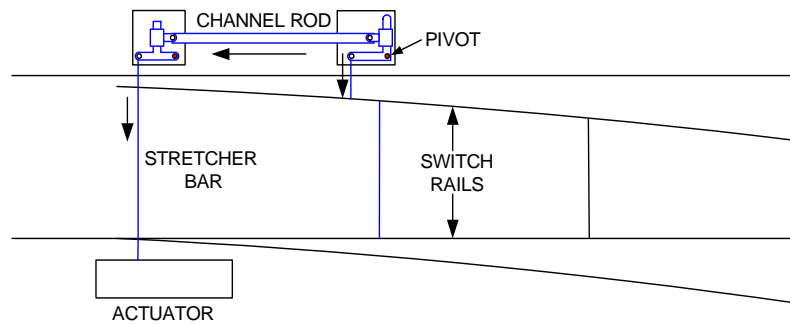 CHANNEL ROD
PIVOT
STRETCHER
BAR
SWITCH
RAILS
ACTUATOR